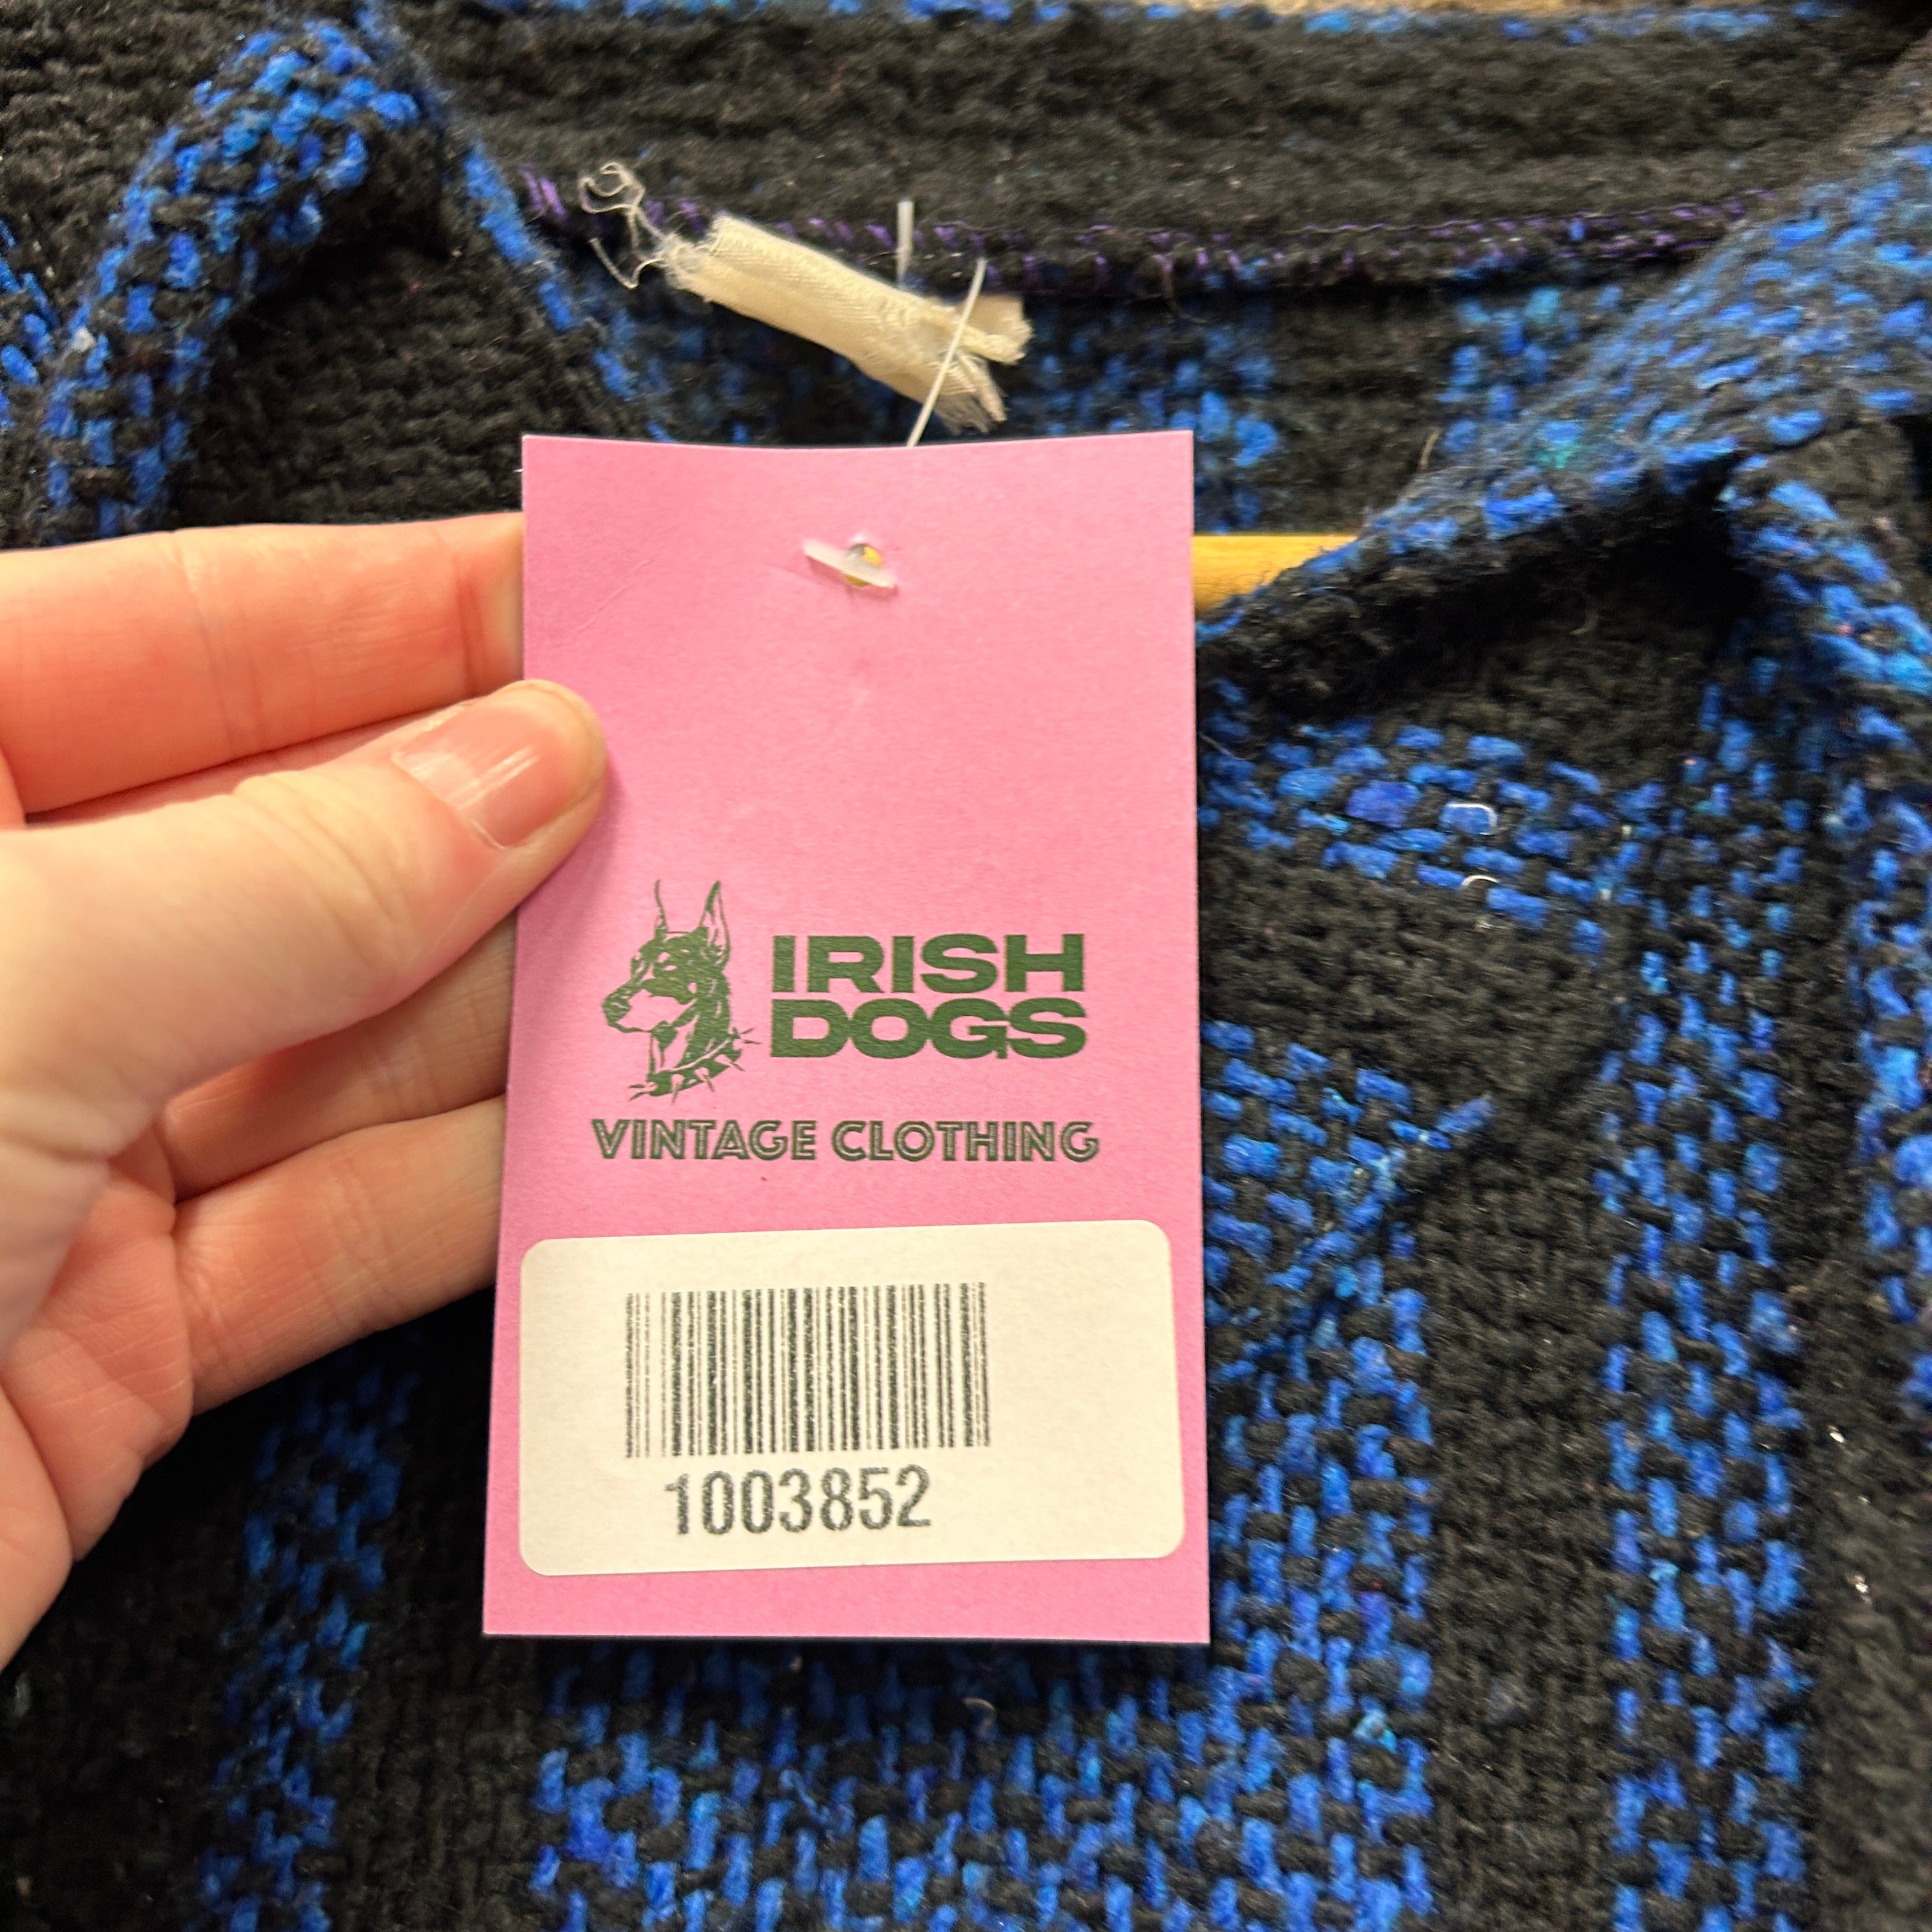 IRISH
DOGS
VINTAGE CLOTHING
1003852